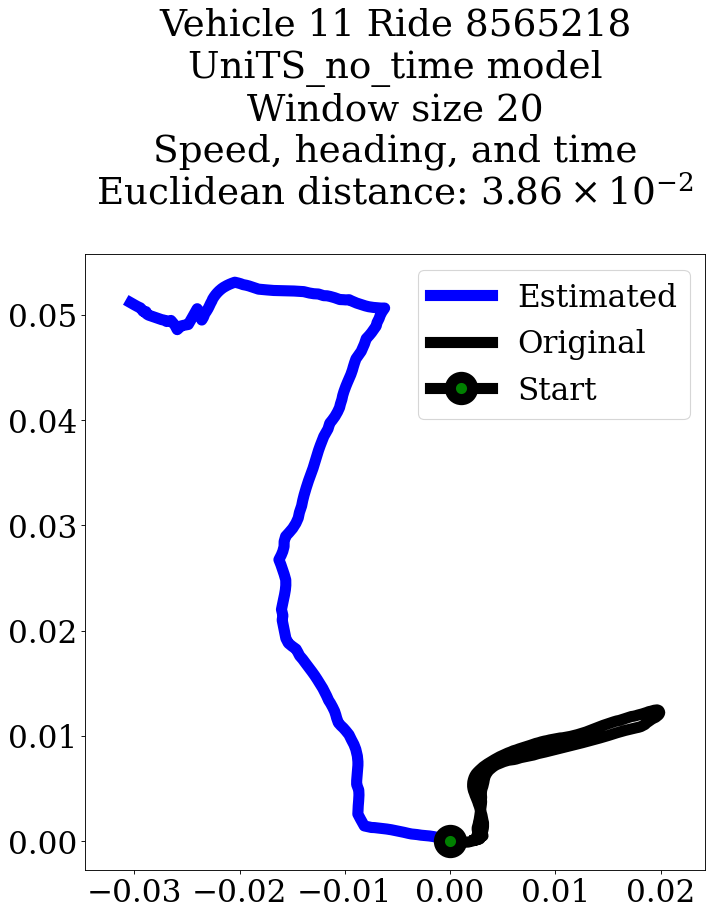 Vehicle 11 Ride 8565218
UniTS_no_time model
Window size 20
Speed, heading, and time
Euclidean distance: 3.86 × 10⁻²
Estimated
Original
Start
0.05
0.04
0.03
0.02
0.01
0.00
−0.03 −0.02 −0.01 0.00 0.01 0.02